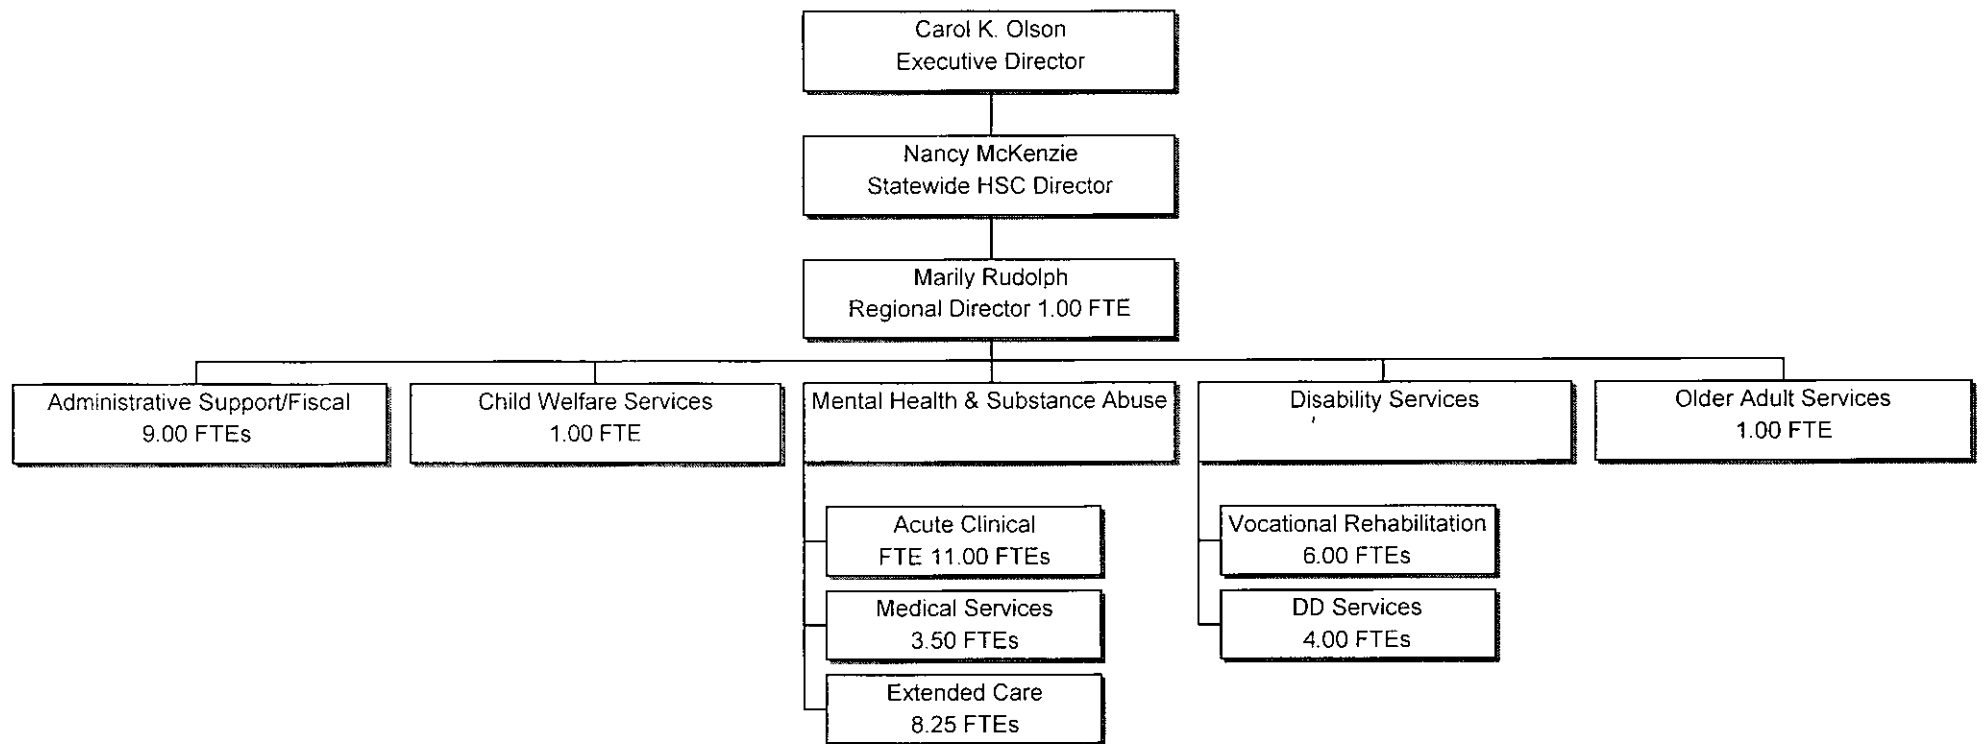 Carol K. Olson
Executive Director
Nancy McKenzie
Statewide HSC Director
Marily Rudolph
Regional Director 1.00 FTE
Administrative Support/Fiscal
9.00 FTEs
Child Welfare Services
1.00 FTE
Mental Health & Substance Abuse
Disability Services
Older Adult Services
1.00 FTE
Acute Clinical
FTE 11.00 FTEs
Medical Services
3.50 FTEs
Extended Care
8.25 FTEs
Vocational Rehabilitation
6.00 FTEs
DD Services
4.00 FTEs